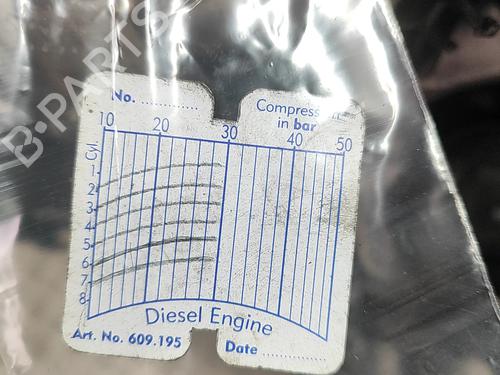 B-PARTS
No. ..............
Compression
in bar
10 20 30 40 50
Cyl.
1
2
3
4
5
6
7
8
Diesel Engine
Art. No. 609.195
Date ................